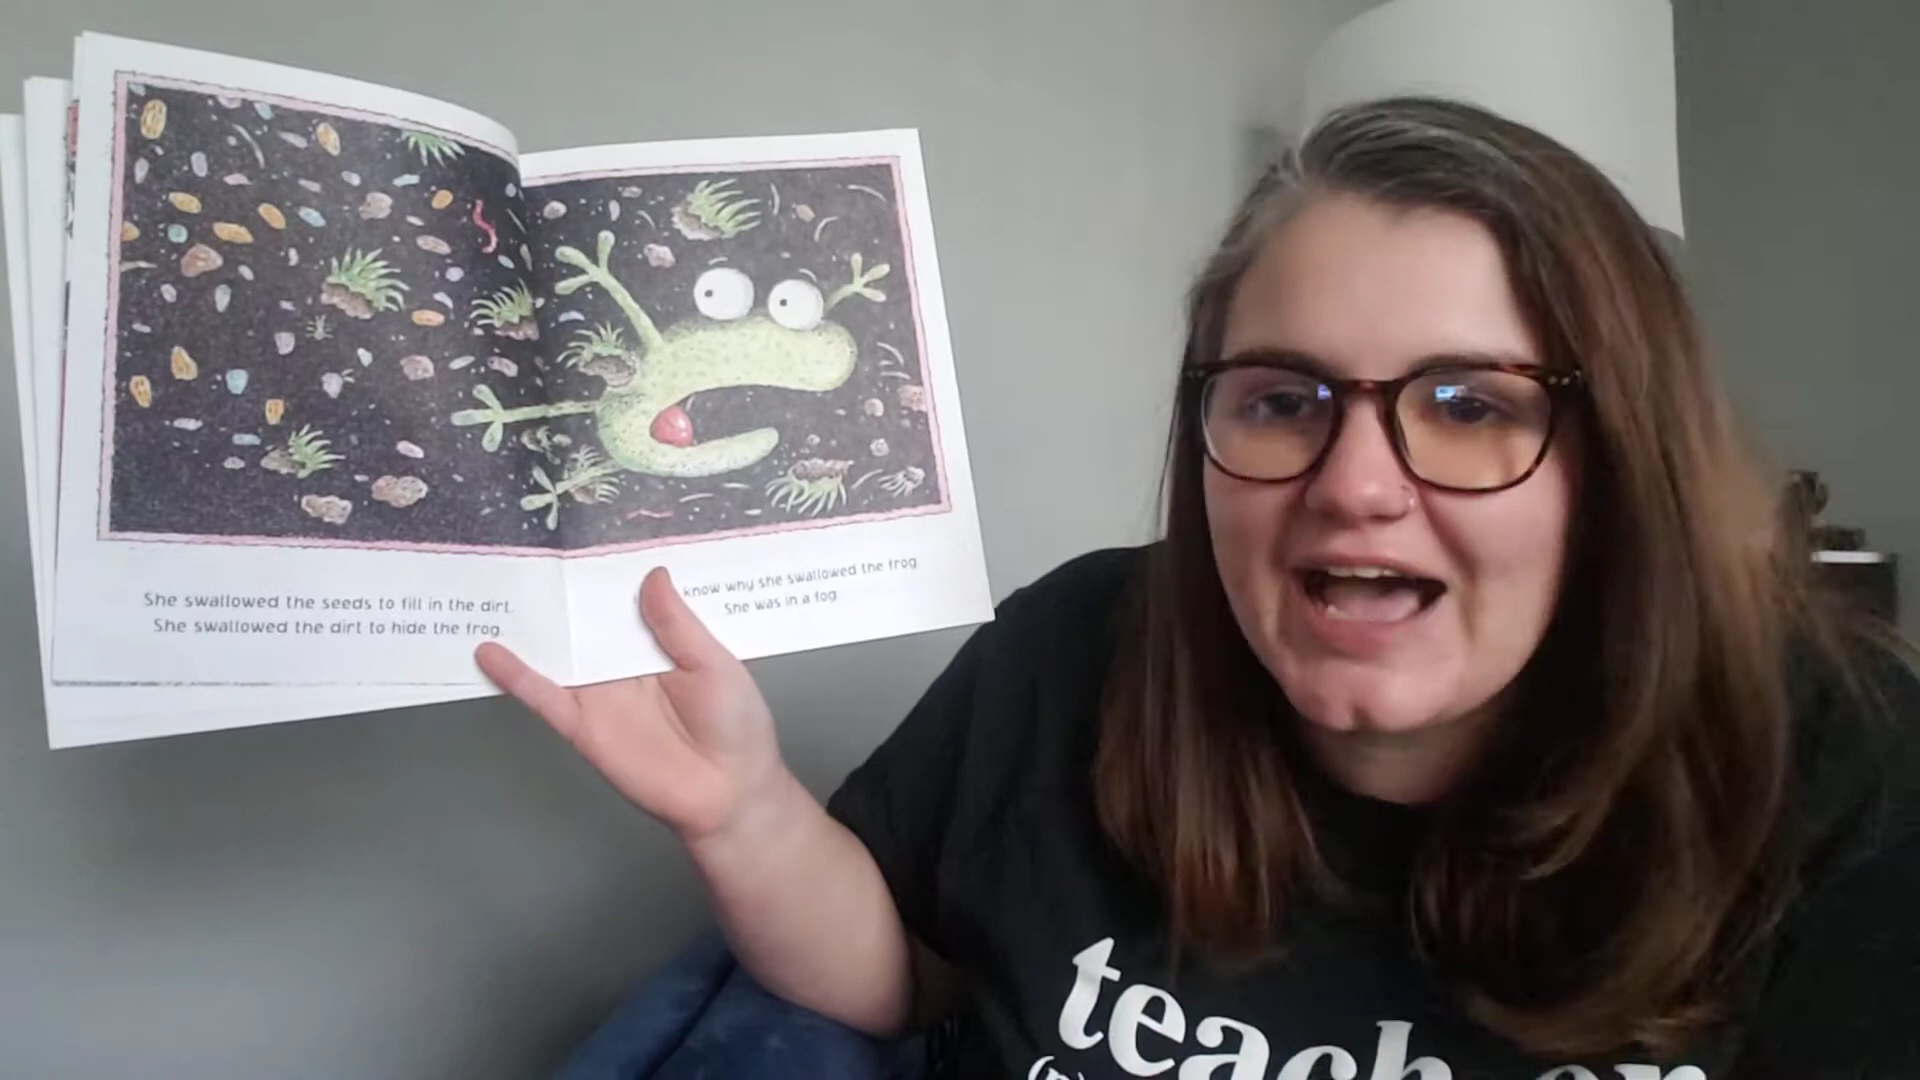 She swallowed the seeds to fill in the dirt.
She swallowed the dirt to hide the frog.
know why she swallowed the frog.
She was in a fog.
teach